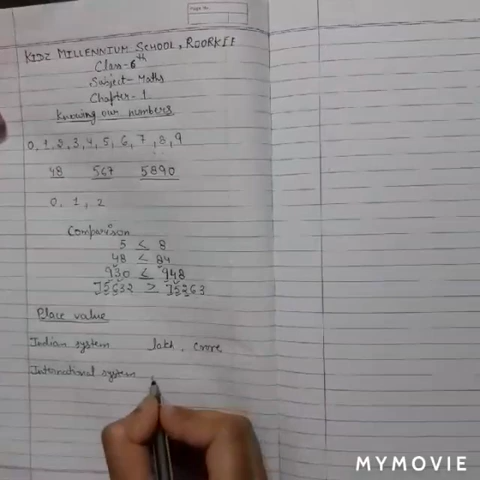 KIDZ MILLENNIUM SCHOOL, ROORKEE
Class-6th
Subject-Maths
Chapter-1
Knowing our numbers
0, 1, 2, 3, 4, 5, 6, 7, 8, 9
48 567 5890
0, 1, 2
Comparison
5 < 8
48 < 84
930 < 948
75632 > 75263
Place value
Indian system lakh, crore
International system
MYMOVIE